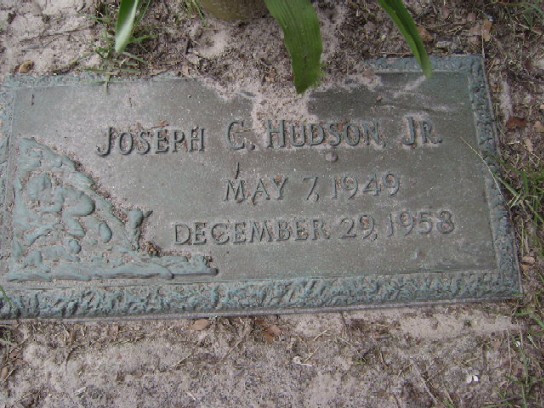 JOSEPH G. HUDSON, JR.
MAY 7, 1949
DECEMBER 29, 1958